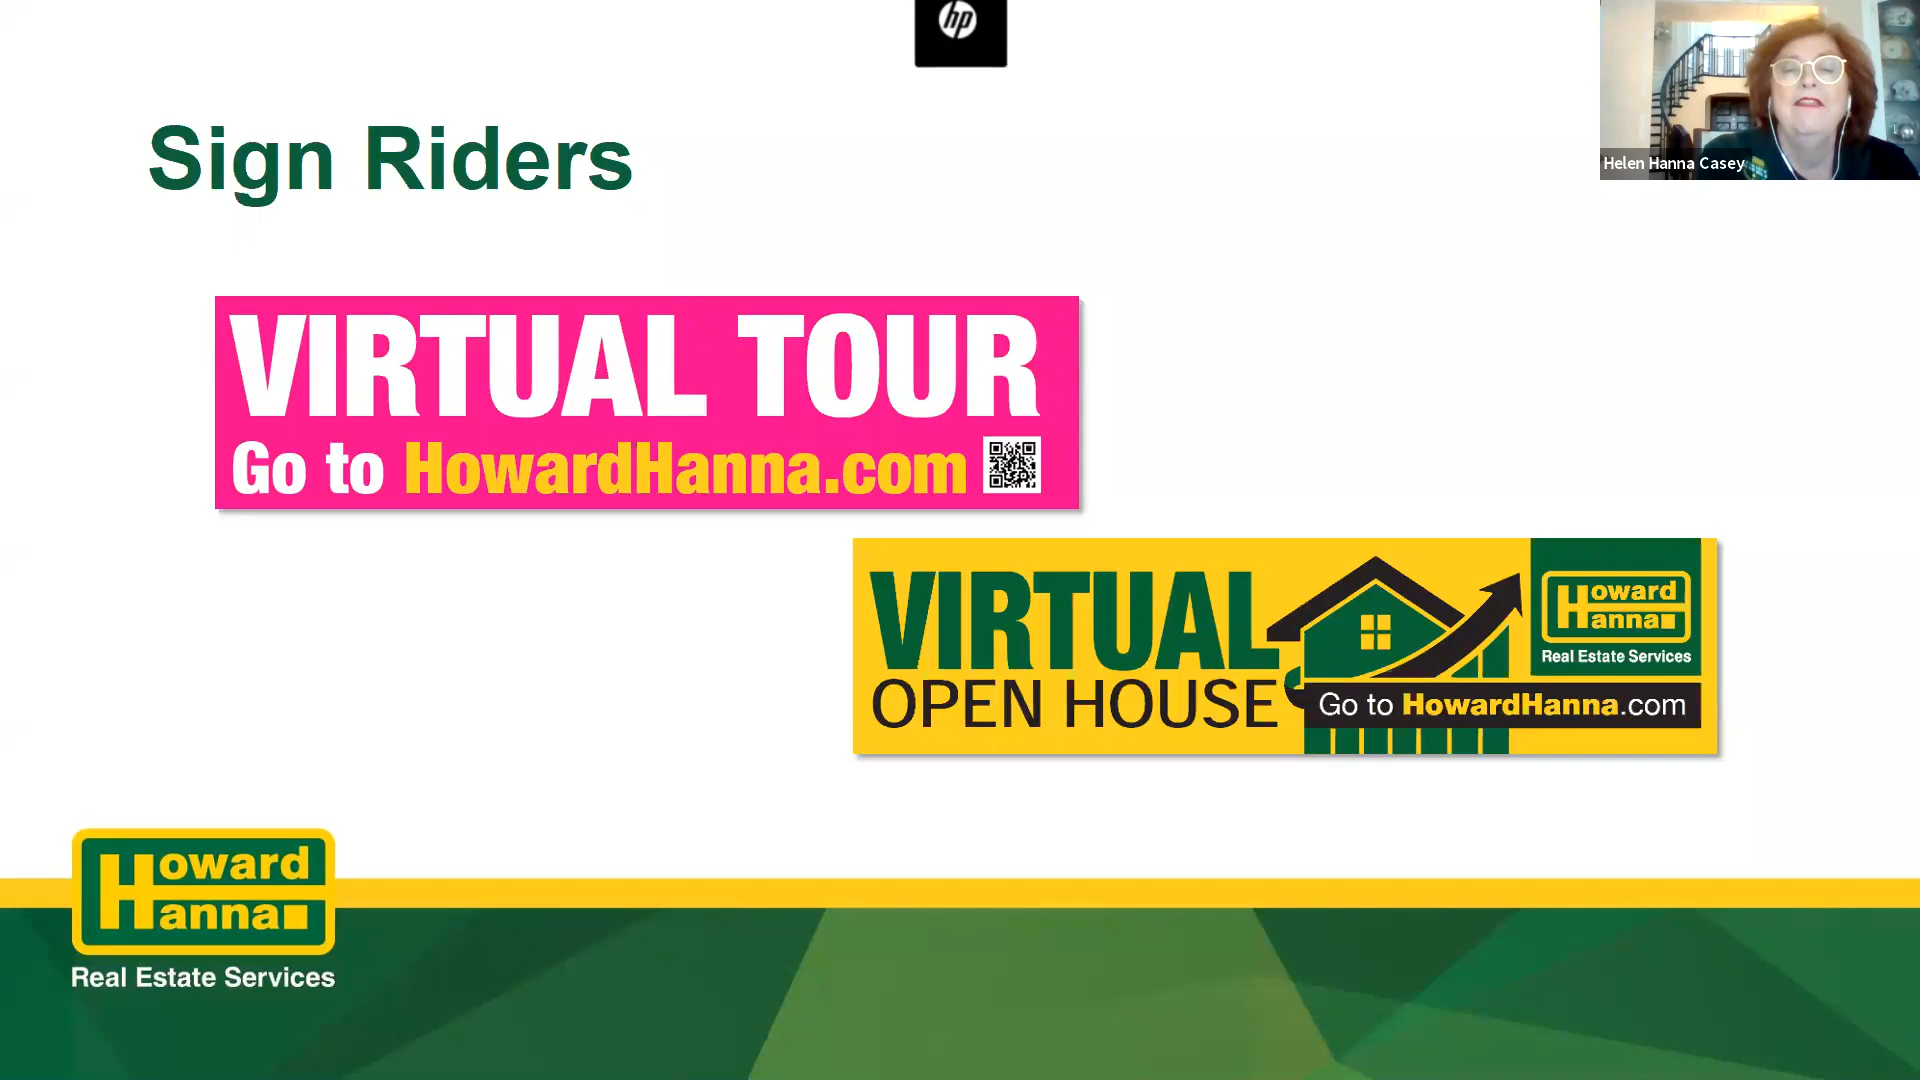 hp
Helen Hanna Casey
Sign Riders
VIRTUAL TOUR
Go to HowardHanna.com
VIRTUAL
OPEN HOUSE
Howard
Hanna
Real Estate Services
Go to HowardHanna.com
Howard
Hanna
Real Estate Services